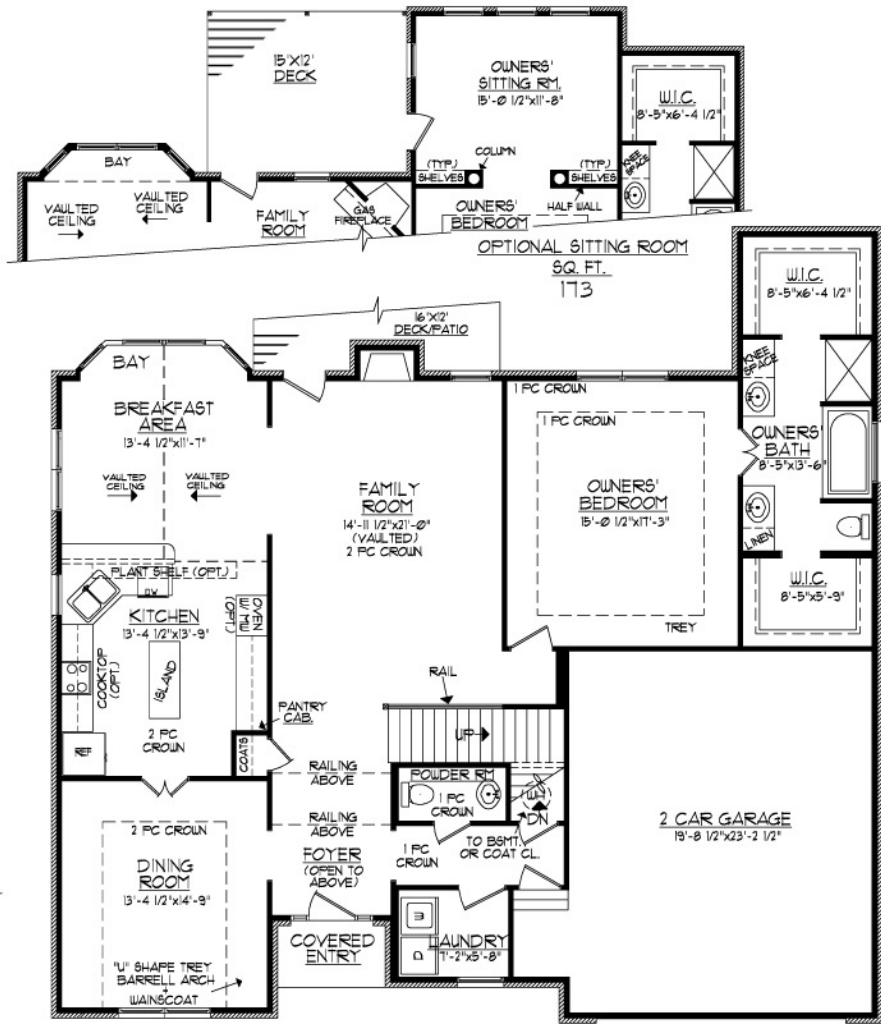 15'X12'
DECK
OWNERS'
SITTING RM.
15'-0 1/2"x11'-8"
W.I.C.
8'-5"x6'-4 1/2"
KNEE
SPACE
BAY
VAULTED
CEILING
VAULTED
CEILING
FAMILY
ROOM
GAS
FIREPLACE
(TYP.)
SHELVES
COLUMN
(TYP.)
SHELVES
OWNERS'
BEDROOM
HALF WALL
OPTIONAL SITTING ROOM
SQ. FT.
173
16'X12'
DECK/PATIO
W.I.C.
8'-5"x6'-4 1/2"
KNEE
SPACE
BAY
BREAKFAST
AREA
13'-4 1/2"x11'-7"
VAULTED
CEILING
VAULTED
CEILING
FAMILY
ROOM
14'-11 1/2"x21'-0"
(VAULTED)
2 PC CROWN
1 PC CROWN
1 PC CROWN
OWNERS'
BEDROOM
15'-0 1/2"x17'-3"
TREY
OWNERS'
BATH
8'-5"x13'-6"
LINEN
W.I.C.
8'-5"x5'-9"
PLANT SHELF (OPT.)
DW
KITCHEN
13'-4 1/2"x13'-9"
OVEN
W/ MW
(OPT.)
COOKTOP
(OPT.)
ISLAND
2 PC
CROWN
REF
COATS
PANTRY
CAB.
RAIL
UP
RAILING
ABOVE
RAILING
ABOVE
POWDER RM
1 PC
CROWN
WH
DN
TO BSMT.
OR COAT CL.
1 PC
CROWN
FOYER
(OPEN TO
ABOVE)
2 CAR GARAGE
19'-8 1/2"x23'-2 1/2"
2 PC CROWN
DINING
ROOM
13'-4 1/2"x14'-9"
"U" SHAPE TREY
BARRELL ARCH
+
WAINSCOAT
COVERED
ENTRY
W
D
LAUNDRY
7'-2"x5'-8"